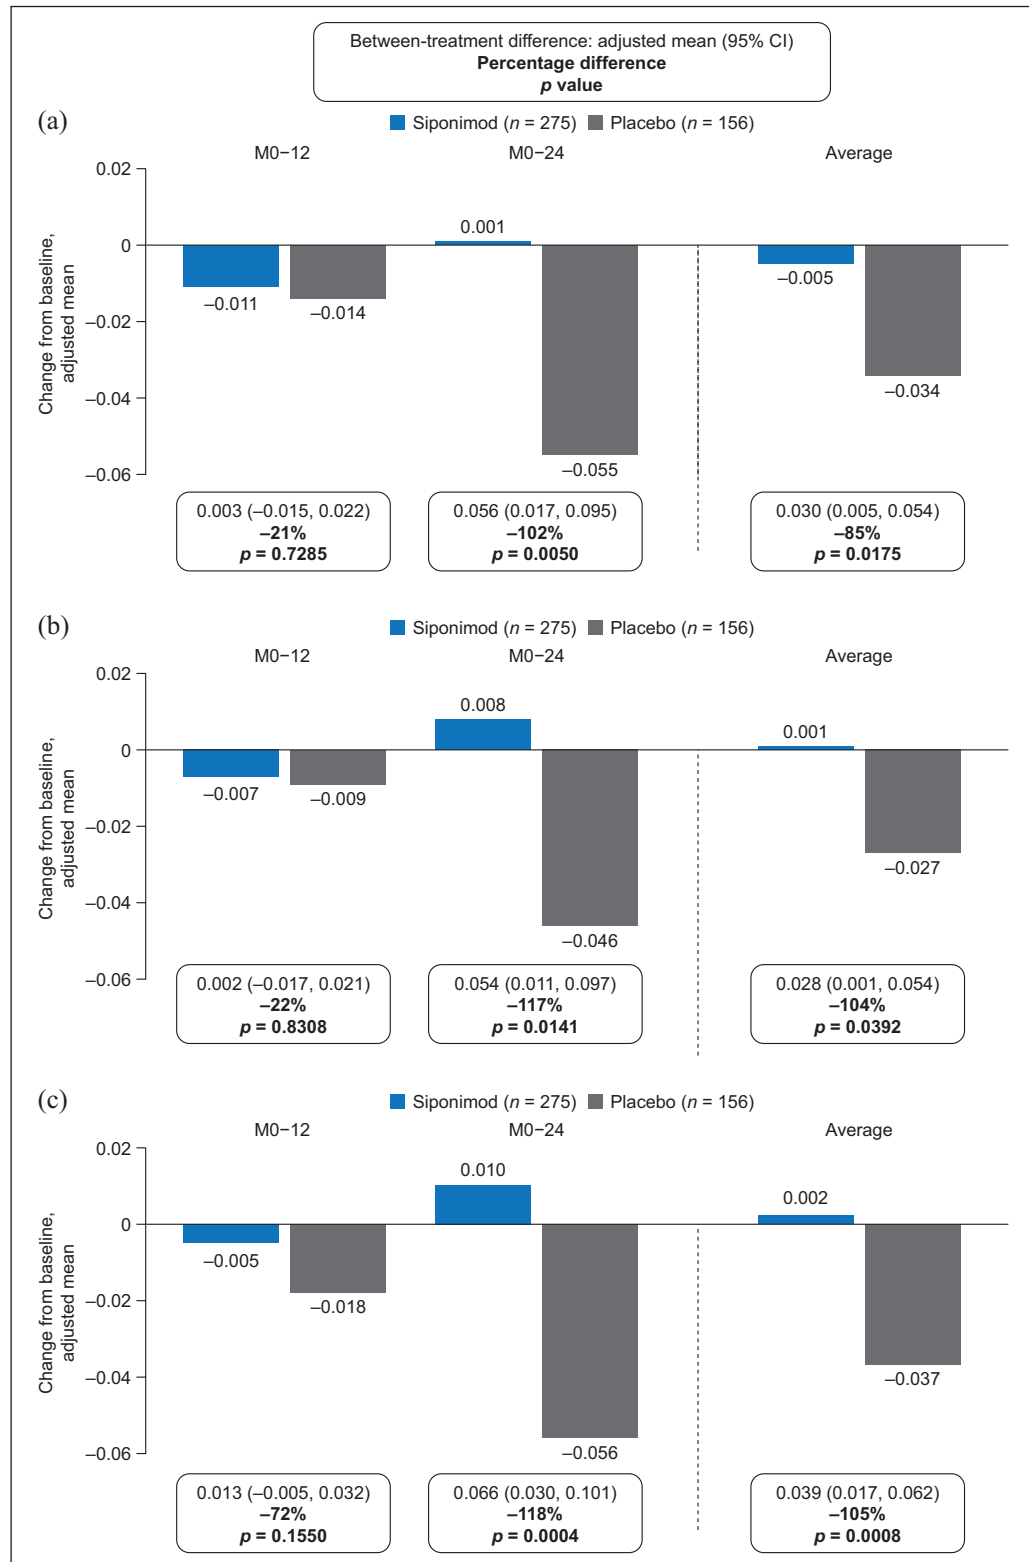 Between-treatment difference: adjusted mean (95% CI)
Percentage difference
p value
(a)
Siponimod (n = 275) Placebo (n = 156)
M0−12 M0−24 Average
Change from baseline,
adjusted mean
0.02
0
–0.02
–0.04
–0.06
–0.011
–0.014
0.001
–0.055
–0.005
–0.034
0.003 (–0.015, 0.022)
–21%
p = 0.7285
0.056 (0.017, 0.095)
–102%
p = 0.0050
0.030 (0.005, 0.054)
–85%
p = 0.0175
(b)
Siponimod (n = 275) Placebo (n = 156)
M0−12 M0−24 Average
Change from baseline,
adjusted mean
0.02
0
–0.02
–0.04
–0.06
–0.007
–0.009
0.008
–0.046
0.001
–0.027
0.002 (–0.017, 0.021)
–22%
p = 0.8308
0.054 (0.011, 0.097)
–117%
p = 0.0141
0.028 (0.001, 0.054)
–104%
p = 0.0392
(c)
Siponimod (n = 275) Placebo (n = 156)
M0−12 M0−24 Average
Change from baseline,
adjusted mean
0.02
0
–0.02
–0.04
–0.06
–0.005
–0.018
0.010
–0.056
0.002
–0.037
0.013 (–0.005, 0.032)
–72%
p = 0.1550
0.066 (0.030, 0.101)
–118%
p = 0.0004
0.039 (0.017, 0.062)
–105%
p = 0.0008